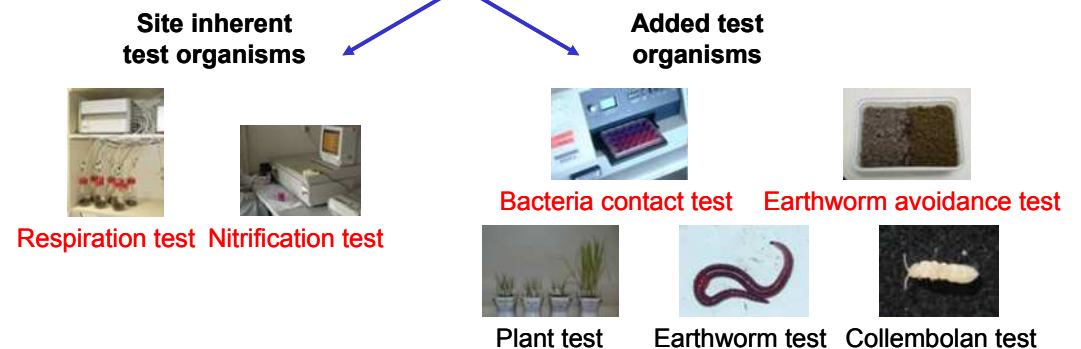 Site inherent
test organisms
Added test
organisms
Respiration test
Nitrification test
Bacteria contact test
Earthworm avoidance test
Plant test
Earthworm test
Collembolan test